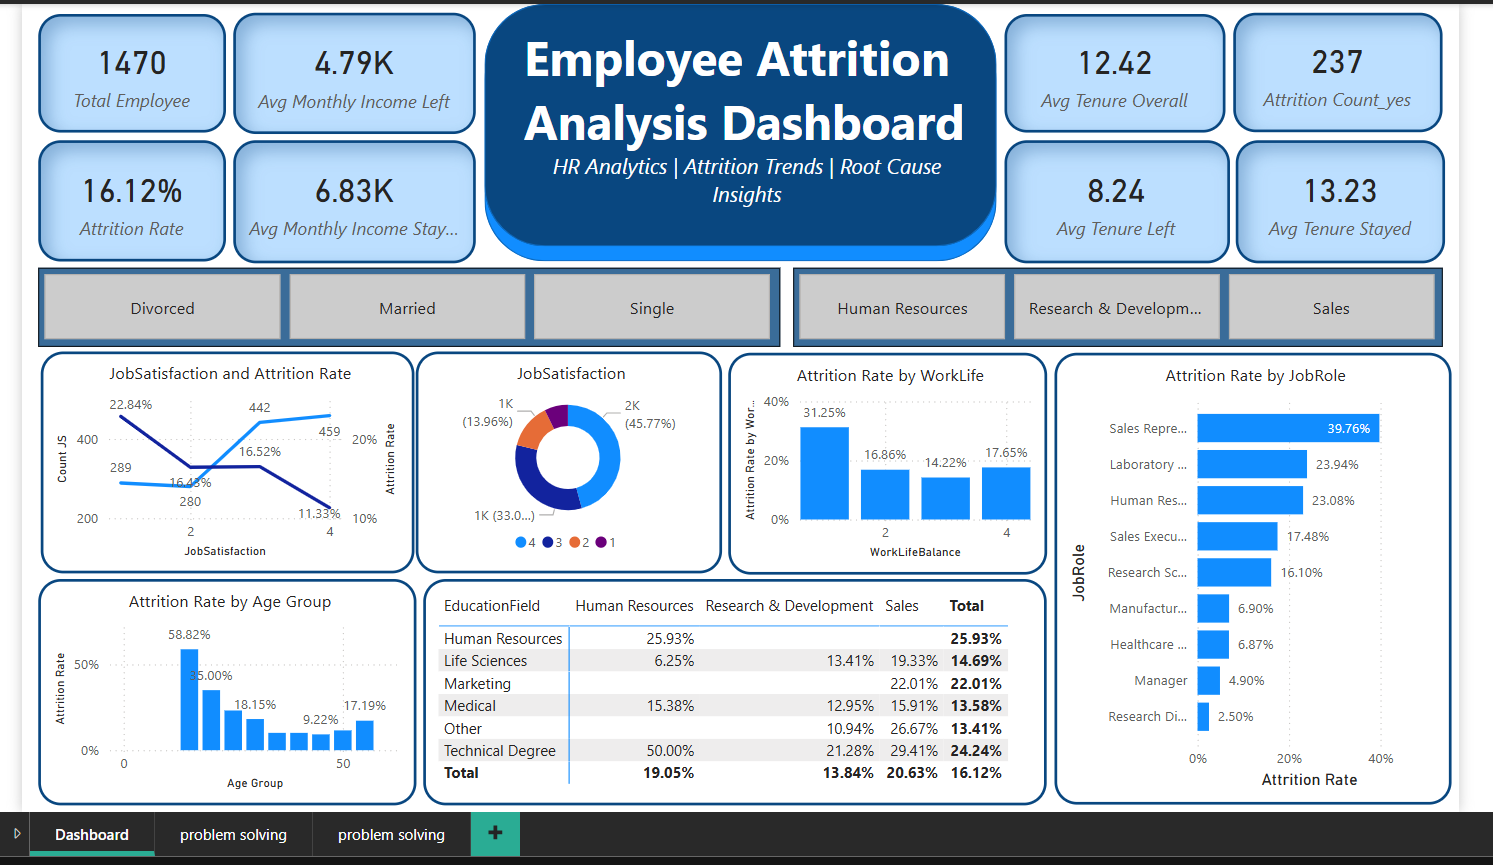 1470
Total Employee
4.79K
Avg Monthly Income Left
Employee Attrition
Analysis Dashboard
HR Analytics | Attrition Trends | Root Cause
Insights
12.42
Avg Tenure Overall
237
Attrition Count_yes
16.12%
Attrition Rate
6.83K
Avg Monthly Income Stay...
8.24
Avg Tenure Left
13.23
Avg Tenure Stayed
Divorced
Married
Single
Human Resources
Research & Developm...
Sales
JobSatisfaction and Attrition Rate
22.84%
442
459
400
20%
16.52%
289
16.43%
280
11.33%
200
10%
2
4
Count JS
Attrition Rate
JobSatisfaction
JobSatisfaction
1K
(13.96%)
2K
(45.77%)
1K (33.0...)
4 3 2 1
Attrition Rate by WorkLife
40%
31.25%
16.86%
17.65%
20%
14.22%
0%
2
4
Attrition Rate by Wor...
WorkLifeBalance
Attrition Rate by JobRole
Sales Repre... 39.76%
Laboratory ... 23.94%
Human Res... 23.08%
Sales Execu... 17.48%
Research Sc... 16.10%
Manufactur... 6.90%
Healthcare ... 6.87%
Manager 4.90%
Research Di... 2.50%
0% 20% 40%
JobRole
Attrition Rate
Attrition Rate by Age Group
58.82%
50%
35.00%
18.15%
9.22%
17.19%
0%
0
50
Attrition Rate
Age Group
EducationField Human Resources Research & Development Sales Total
Human Resources 25.93% 25.93%
Life Sciences 6.25% 13.41% 19.33% 14.69%
Marketing 22.01% 22.01%
Medical 15.38% 12.95% 15.91% 13.58%
Other 10.94% 26.67% 13.41%
Technical Degree 50.00% 21.28% 29.41% 24.24%
Total 19.05% 13.84% 20.63% 16.12%
Dashboard
problem solving
problem solving
+